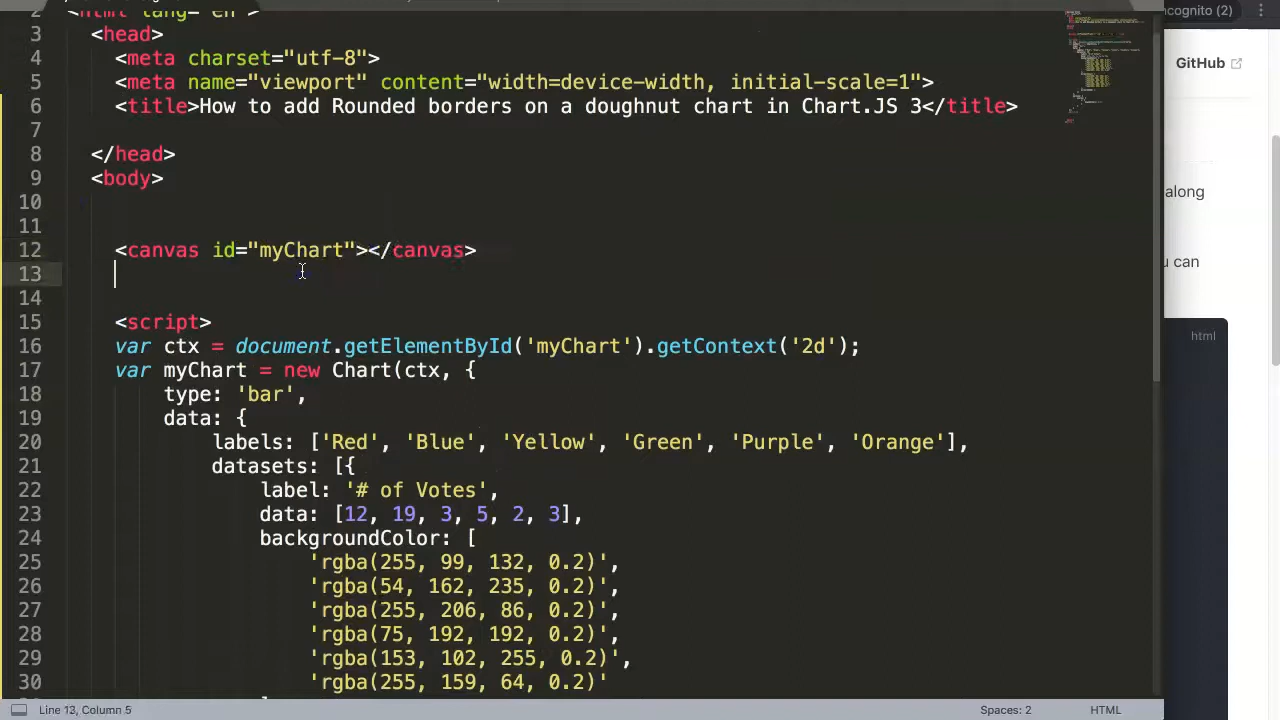 ncognito (2)
GitHub
2 <html lang="en">
3 <head>
4 <meta charset="utf-8">
5 <meta name="viewport" content="width=device-width, initial-scale=1">
6 <title>How to add Rounded borders on a doughnut chart in Chart.JS 3</title>
7
8 </head>
9 <body>
10
11
12 <canvas id="myChart"></canvas>
13
14
15 <script>
16 var ctx = document.getElementById('myChart').getContext('2d');
17 var myChart = new Chart(ctx, {
18 type: 'bar',
19 data: {
20 labels: ['Red', 'Blue', 'Yellow', 'Green', 'Purple', 'Orange'],
21 datasets: [{
22 label: '# of Votes',
23 data: [12, 19, 3, 5, 2, 3],
24 backgroundColor: [
25 'rgba(255, 99, 132, 0.2)',
26 'rgba(54, 162, 235, 0.2)',
27 'rgba(255, 206, 86, 0.2)',
28 'rgba(75, 192, 192, 0.2)',
29 'rgba(153, 102, 255, 0.2)',
30 'rgba(255, 159, 64, 0.2)'
along
u can
html
Line 13, Column 5
Spaces: 2
HTML